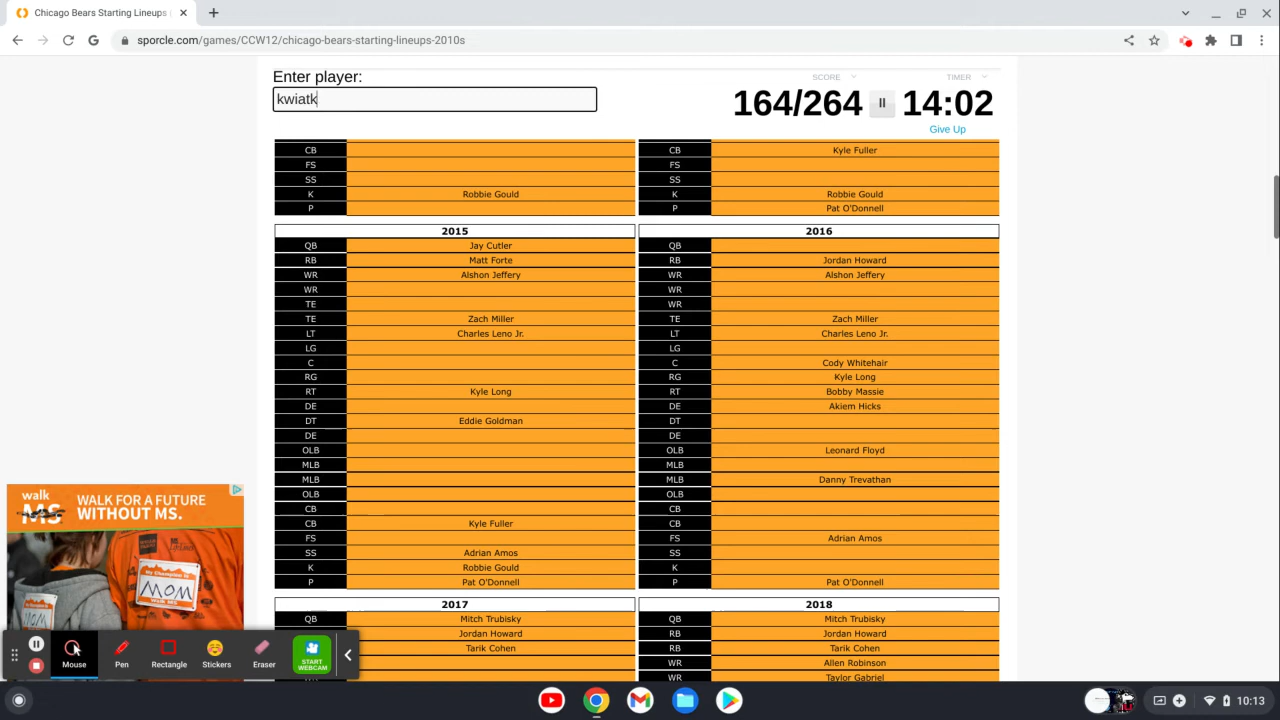 Chicago Bears Starting Lineups
sporcle.com/games/CCW12/chicago-bears-starting-lineups-2010s
Enter player:
SCORE
TIMER
kwiatk
164/264
14:02
Give Up
CB
CB Kyle Fuller
FS
FS
SS
SS
K Robbie Gould
K Robbie Gould
P
P Pat O'Donnell
2015
2016
QB Jay Cutler
QB
RB Matt Forte
RB Jordan Howard
WR Alshon Jeffery
WR Alshon Jeffery
WR
WR
TE
WR
TE Zach Miller
TE Zach Miller
LT Charles Leno Jr.
LT Charles Leno Jr.
LG
LG
C
C Cody Whitehair
RG
RG Kyle Long
RT Kyle Long
RT Bobby Massie
DE
DE Akiem Hicks
DT Eddie Goldman
DT
DE
DE
OLB
OLB Leonard Floyd
MLB
MLB
MLB
MLB Danny Trevathan
OLB
OLB
CB
CB
CB Kyle Fuller
CB
FS
FS Adrian Amos
SS Adrian Amos
SS
K Robbie Gould
K
P Pat O'Donnell
P Pat O'Donnell
2017
2018
QB Mitch Trubisky
QB Mitch Trubisky
Jordan Howard
RB Jordan Howard
Tarik Cohen
RB Tarik Cohen
WR Allen Robinson
WR Taylor Gabriel
walk
MS
WALK FOR A FUTURE
WITHOUT MS.
MOM
MOM
Walk MS
Mouse
Pen
Rectangle
Stickers
Eraser
START
WEBCAM
10:13